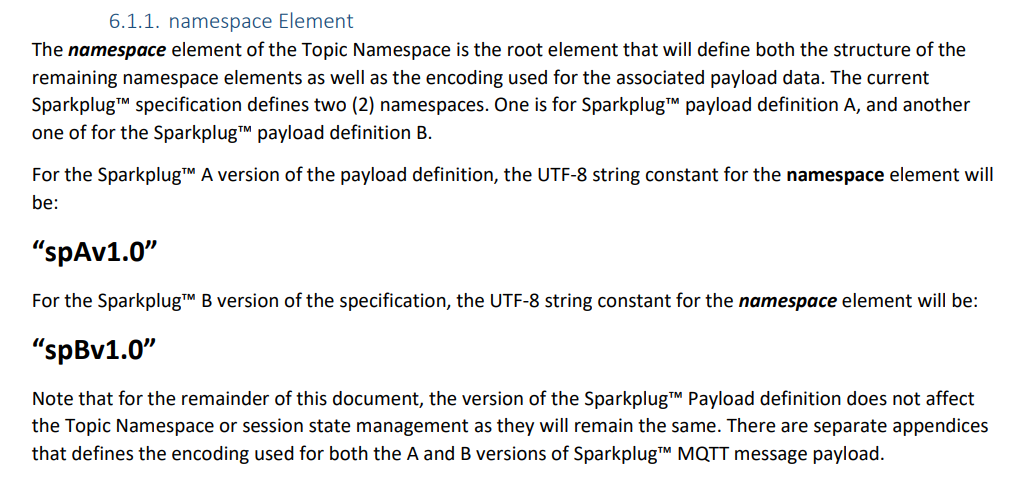 6.1.1. namespace Element
The namespace element of the Topic Namespace is the root element that will define both the structure of the
remaining namespace elements as well as the encoding used for the associated payload data. The current
Sparkplug™ specification defines two (2) namespaces. One is for Sparkplug™ payload definition A, and another
one of for the Sparkplug™ payload definition B.
For the Sparkplug™ A version of the payload definition, the UTF-8 string constant for the namespace element will
be:
“spAv1.0”
For the Sparkplug™ B version of the specification, the UTF-8 string constant for the namespace element will be:
“spBv1.0”
Note that for the remainder of this document, the version of the Sparkplug™ Payload definition does not affect
the Topic Namespace or session state management as they will remain the same. There are separate appendices
that defines the encoding used for both the A and B versions of Sparkplug™ MQTT message payload.